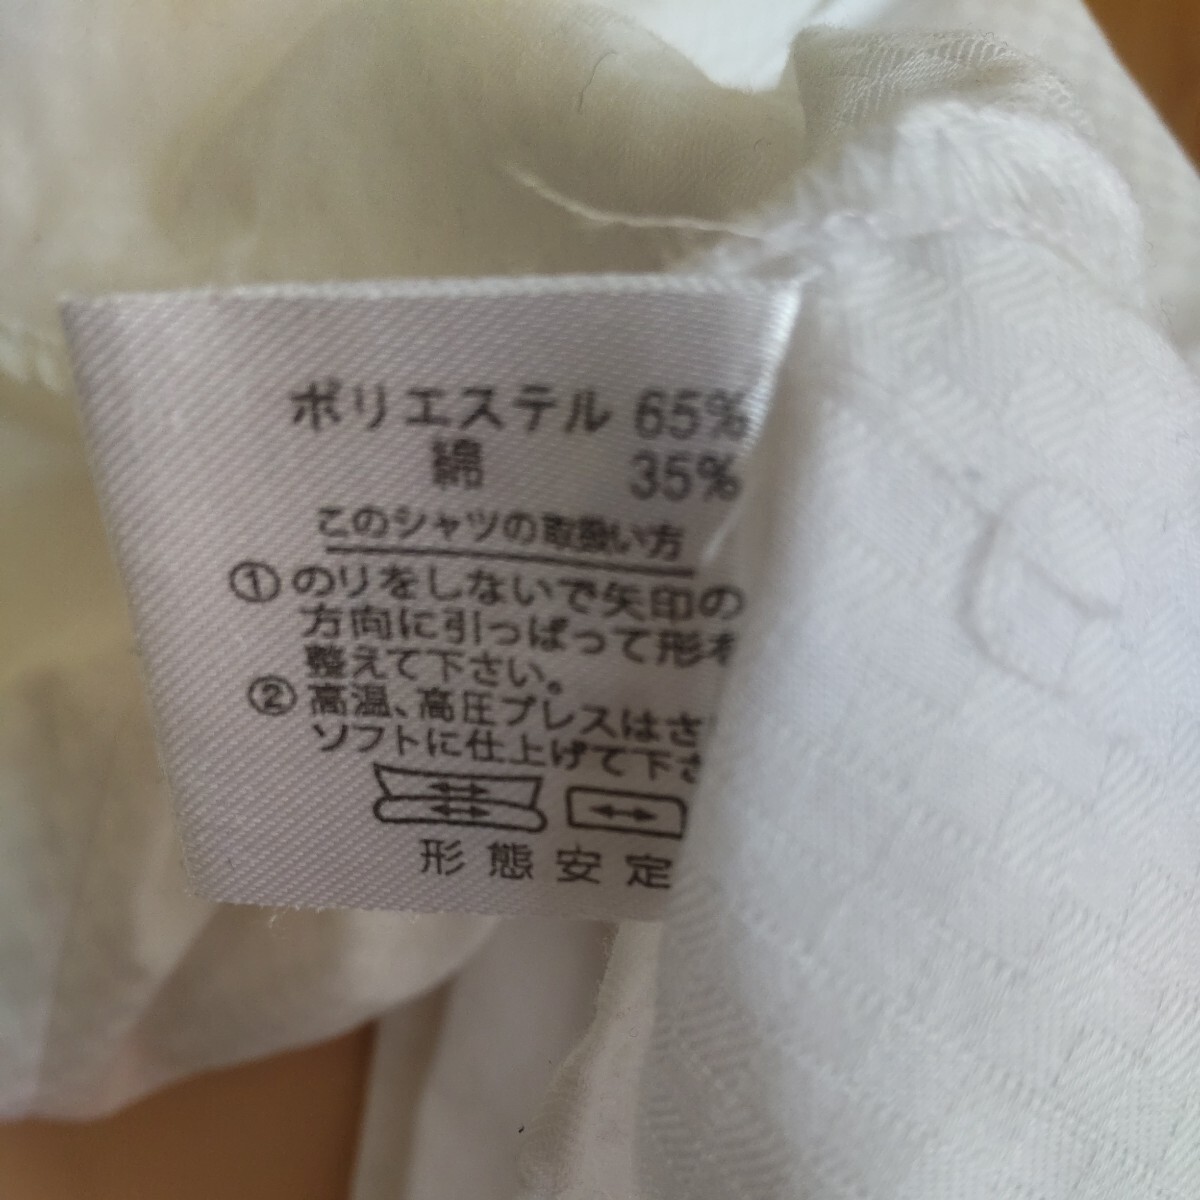 ポリエステル 65%
綿 35%
このシャツの取扱い方
① のりをしないで矢印の
方向に引っぱって形を
整えて下さい。
② 高温、高圧プレスはさ
ソフトに仕上げて下さ
形態安定